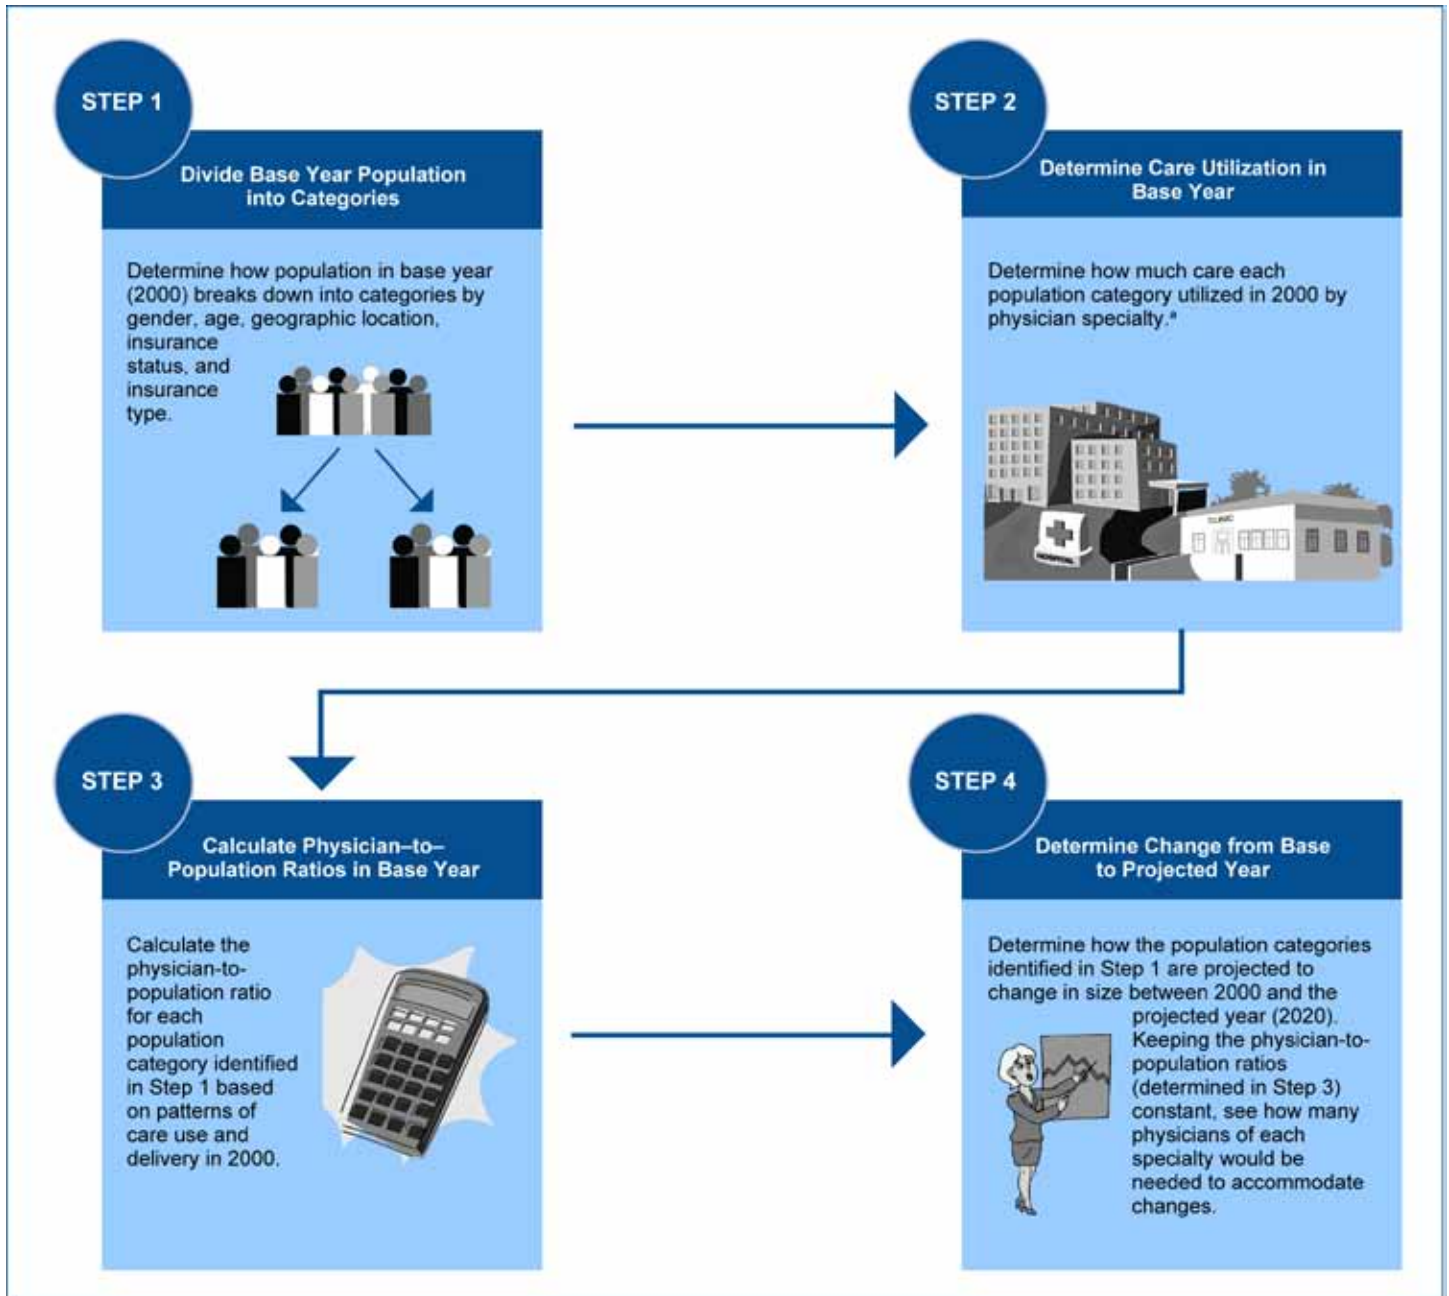 STEP 1
Divide Base Year Population
into Categories
Determine how population in base year
(2000) breaks down into categories by
gender, age, geographic location,
insurance
status, and
insurance
type.
STEP 2
Determine Care Utilization in
Base Year
Determine how much care each
population category utilized in 2000 by
physician specialty.ª
CLINIC
HOSPITAL
STEP 3
Calculate Physician–to–
Population Ratios in Base Year
Calculate the
physician-to-
population ratio
for each
population
category identified
in Step 1 based
on patterns of
care use and
delivery in 2000.
STEP 4
Determine Change from Base
to Projected Year
Determine how the population categories
identified in Step 1 are projected to
change in size between 2000 and the
projected year (2020).
Keeping the physician-to-
population ratios
(determined in Step 3)
constant, see how many
physicians of each
specialty would be
needed to accommodate
changes.